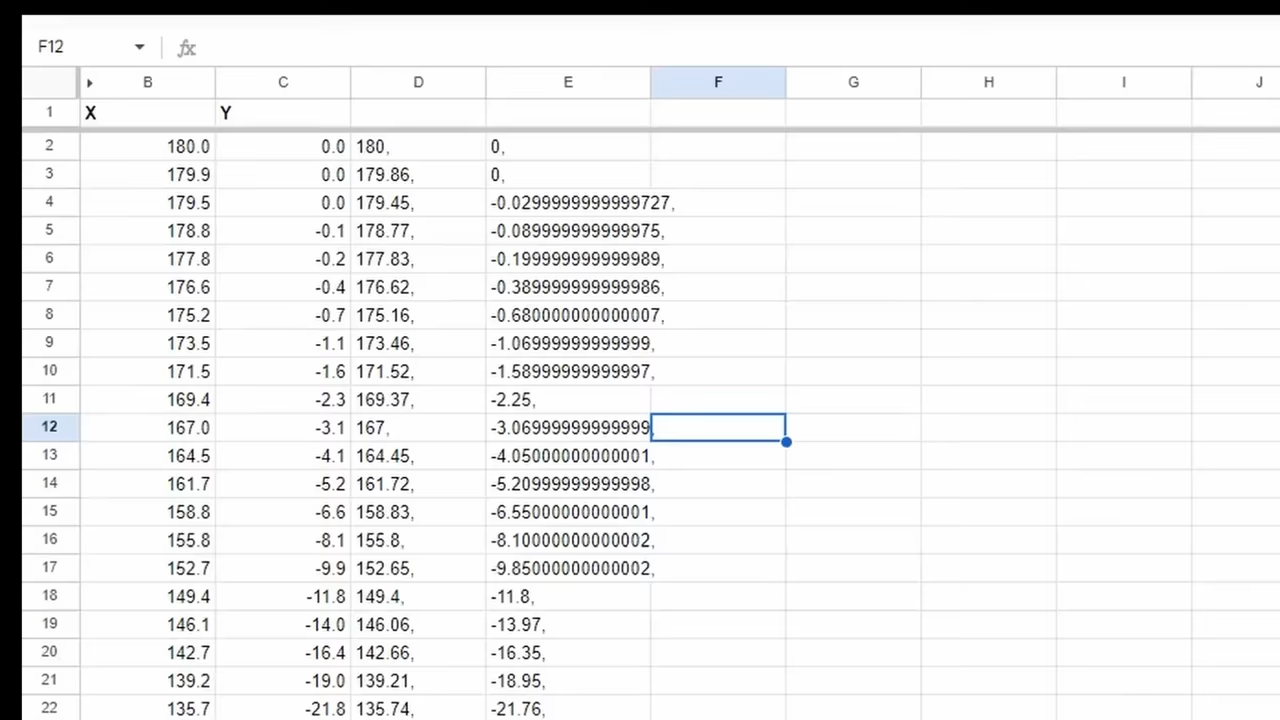 F12 fx
B C D E F G H I J
1 X Y
2 180.0 0.0 180, 0,
3 179.9 0.0 179.86, 0,
4 179.5 0.0 179.45, -0.0299999999999727,
5 178.8 -0.1 178.77, -0.089999999999975,
6 177.8 -0.2 177.83, -0.199999999999989,
7 176.6 -0.4 176.62, -0.389999999999986,
8 175.2 -0.7 175.16, -0.680000000000007,
9 173.5 -1.1 173.46, -1.06999999999999,
10 171.5 -1.6 171.52, -1.58999999999997,
11 169.4 -2.3 169.37, -2.25,
12 167.0 -3.1 167, -3.06999999999999,
13 164.5 -4.1 164.45, -4.05000000000001,
14 161.7 -5.2 161.72, -5.20999999999998,
15 158.8 -6.6 158.83, -6.55000000000001,
16 155.8 -8.1 155.8, -8.10000000000002,
17 152.7 -9.9 152.65, -9.85000000000002,
18 149.4 -11.8 149.4, -11.8,
19 146.1 -14.0 146.06, -13.97,
20 142.7 -16.4 142.66, -16.35,
21 139.2 -19.0 139.21, -18.95,
22 135.7 -21.8 135.74, -21.76,